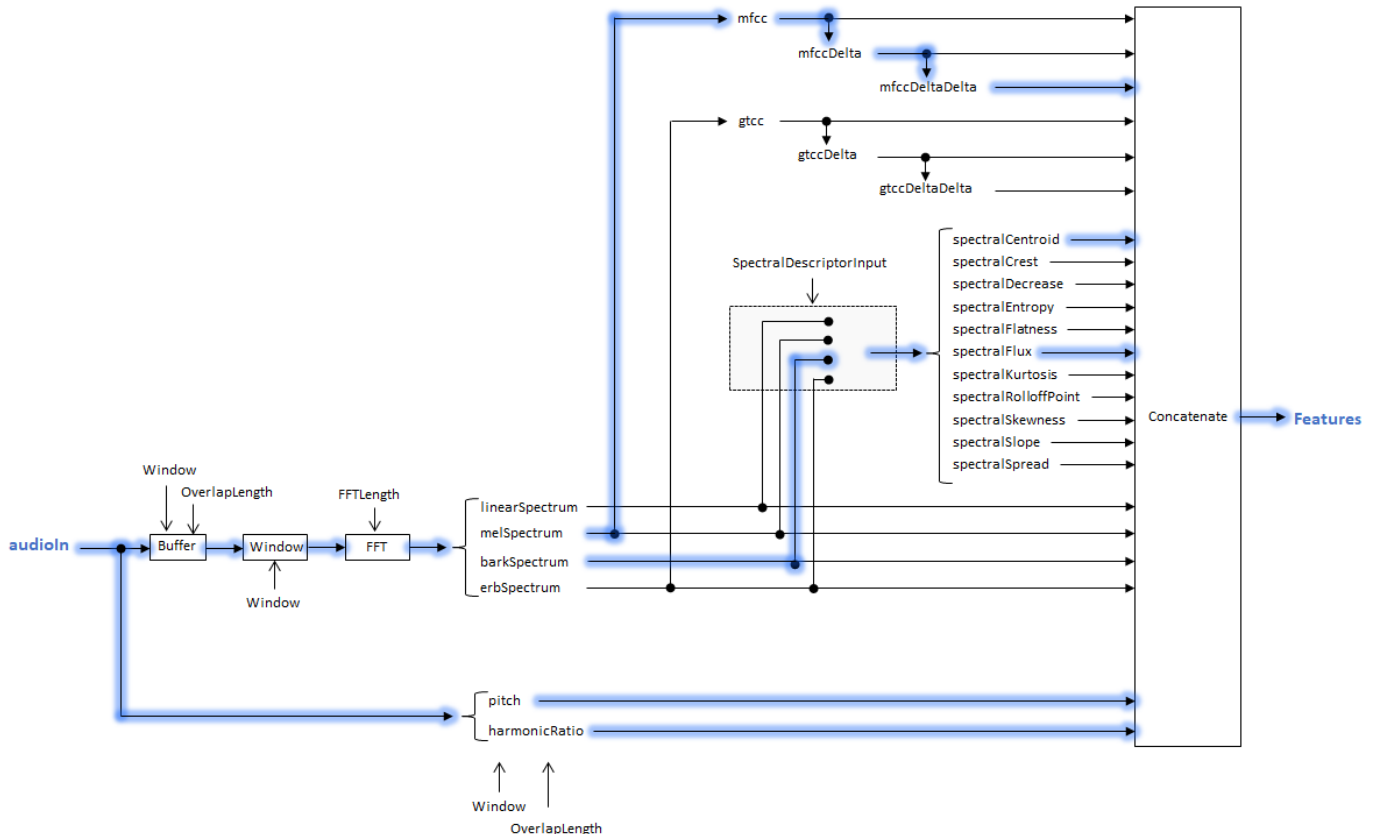 mfcc
mfccDelta
mfccDeltaDelta
gtcc
gtccDelta
gtccDeltaDelta
SpectralDescriptorInput
spectralCentroid
spectralCrest
spectralDecrease
spectralEntropy
spectralFlatness
spectralFlux
spectralKurtosis
spectralRolloffPoint
spectralSkewness
spectralSlope
spectralSpread
Concatenate
Features
Window
OverlapLength
FFTLength
audioIn
Buffer
Window
FFT
Window
linearSpectrum
melSpectrum
barkSpectrum
erbSpectrum
pitch
harmonicRatio
Window
OverlapLength